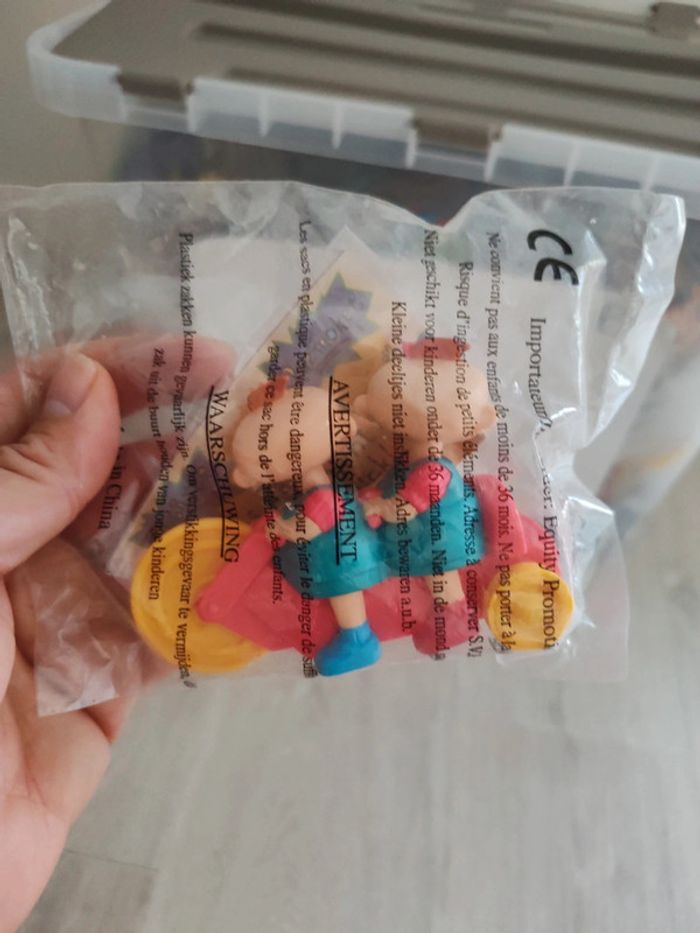 CE
Importateur
Equity Promoti
Ne convient pas aux enfants de moins de 36 mois. Ne pas porter à la
Risque d'ingestion de petits éléments. Adresse à conserver S.V
Niet geschikt voor kinderen onder de 36 maanden. Niet in de mond
Kleine deeltjes niet inslikken. Adres bewaren a.u.b.
AVERTISSEMENT
Les sacs en plastique peuvent être dangereux, pour éviter le danger de suff
ce sac hors de l'atteinte des enfants.
WAARSCHUWING
Plastiek zakken kunnen gevaarlijk zijn. Om verstikkingsgevaar te vermijden,
zak uit de buurt houden van jonge kinderen
in China